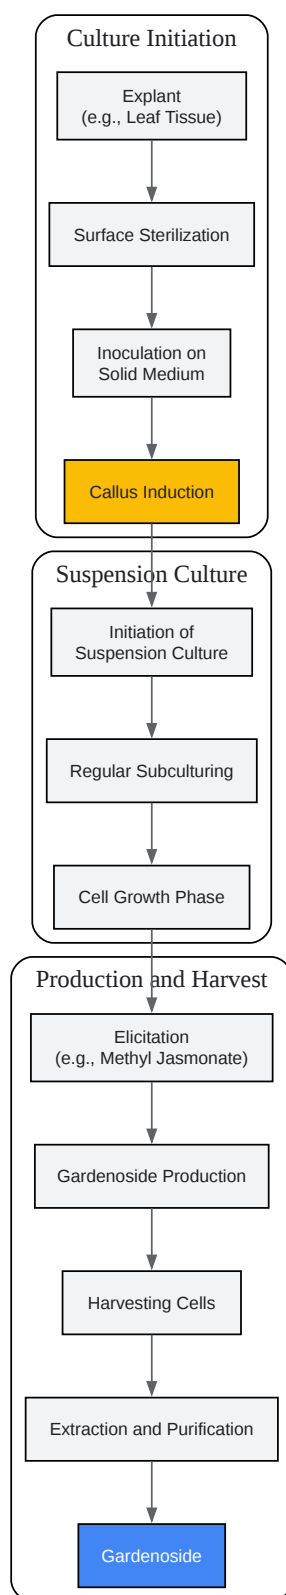 Culture Initiation
Explant
(e.g., Leaf Tissue)
Surface Sterilization
Inoculation on
Solid Medium
Callus Induction
Suspension Culture
Initiation of
Suspension Culture
Regular Subculturing
Cell Growth Phase
Production and Harvest
Elicitation
(e.g., Methyl Jasmonate)
Gardenoside Production
Harvesting Cells
Extraction and Purification
Gardenoside